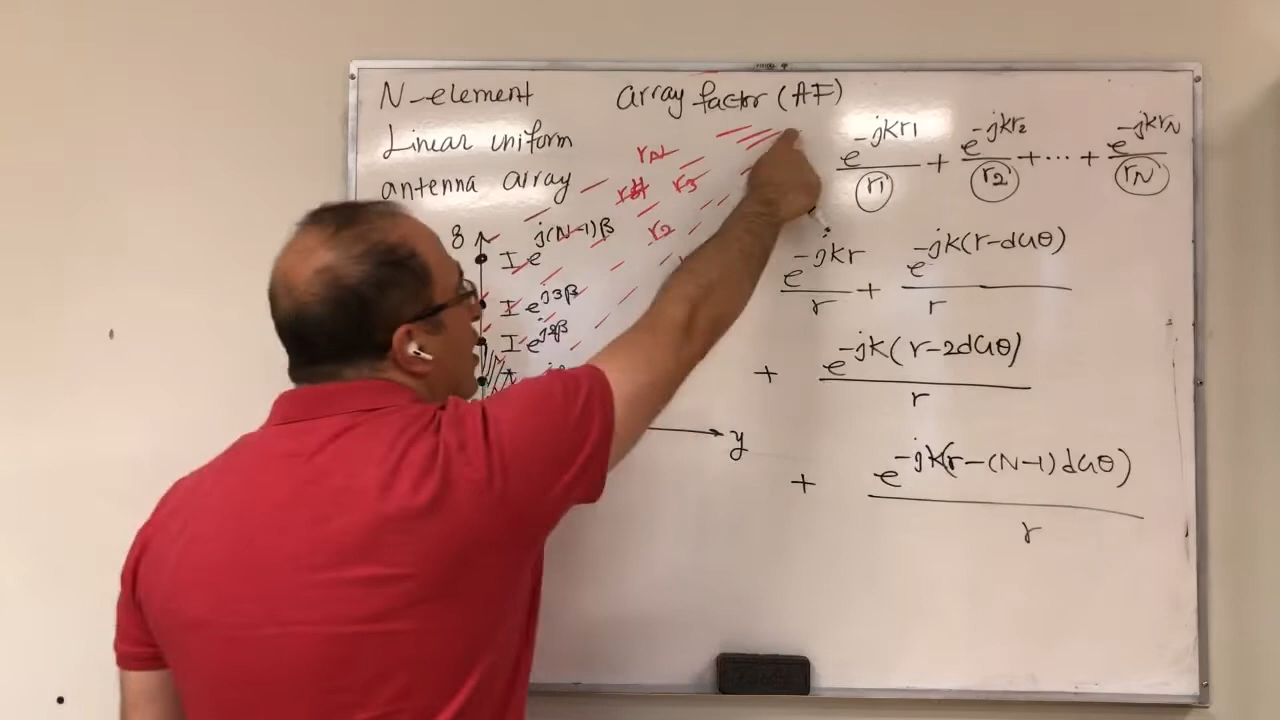 N-element
Linear uniform
antenna array
array factor (AF)
e^{-jkr1}/r1 + e^{-jkr2}/r2 + ... + e^{-jkrN}/rN
rN
r3
r2
z
I e^{j(N-1)β}
I e^{j3β}
I e^{j2β}
y
e^{-jkr}/r + e^{-jk(r-dcosθ)}/r
+ e^{-jk(r-2dcosθ)}/r
+ e^{-jk(r-(N-1)dcosθ)}/r